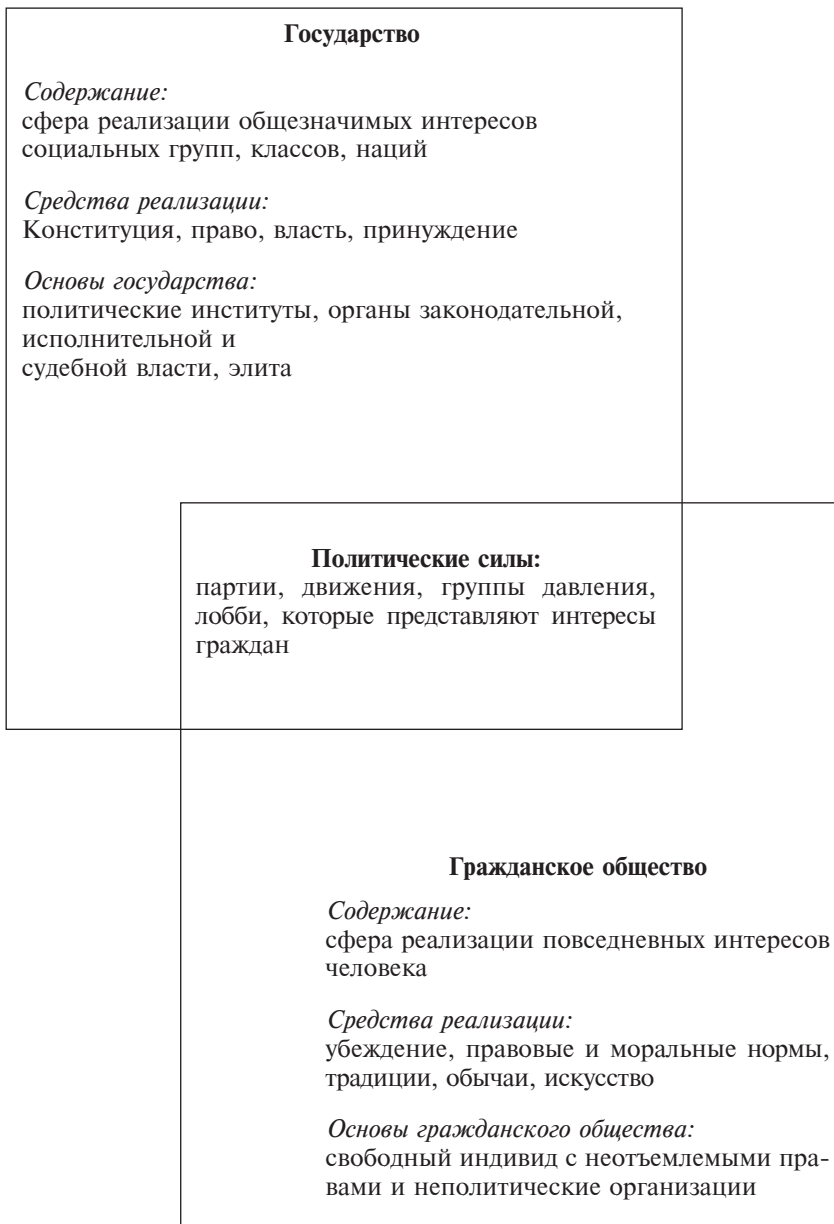 Государство
Содержание:
сфера реализации общезначимых интересов
социальных групп, классов, наций
Средства реализации:
Конституция, право, власть, принуждение
Основы государства:
политические институты, органы законодательной,
исполнительной и
судебной власти, элита
Политические силы:
партии, движения, группы давления,
лобби, которые представляют интересы
граждан
Гражданское общество
Содержание:
сфера реализации повседневных интересов
человека
Средства реализации:
убеждение, правовые и моральные нормы,
традиции, обычаи, искусство
Основы гражданского общества:
свободный индивид с неотъемлемыми пра-
вами и неполитические организации